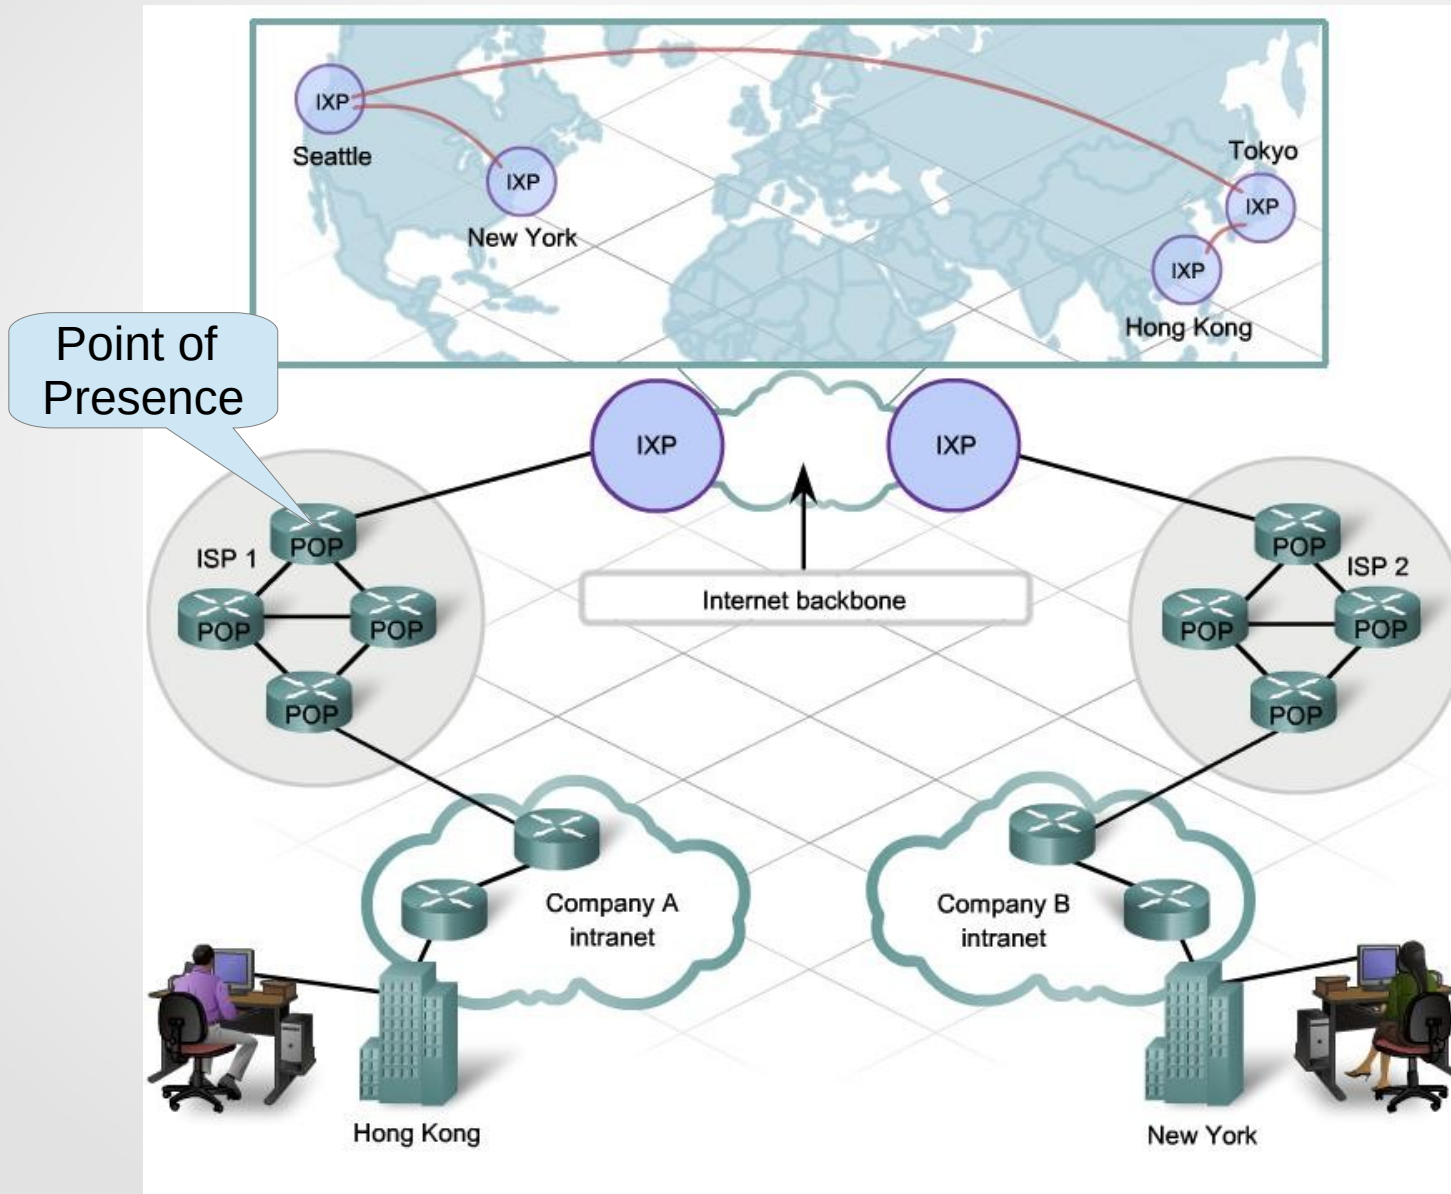 IXP
Seattle
IXP
New York
Tokyo
IXP
IXP
Hong Kong
Point of
Presence
IXP
IXP
POP
ISP 1
POP
POP
POP
Internet backbone
POP
ISP 2
POP
POP
POP
Company A
intranet
Company B
intranet
Hong Kong
New York